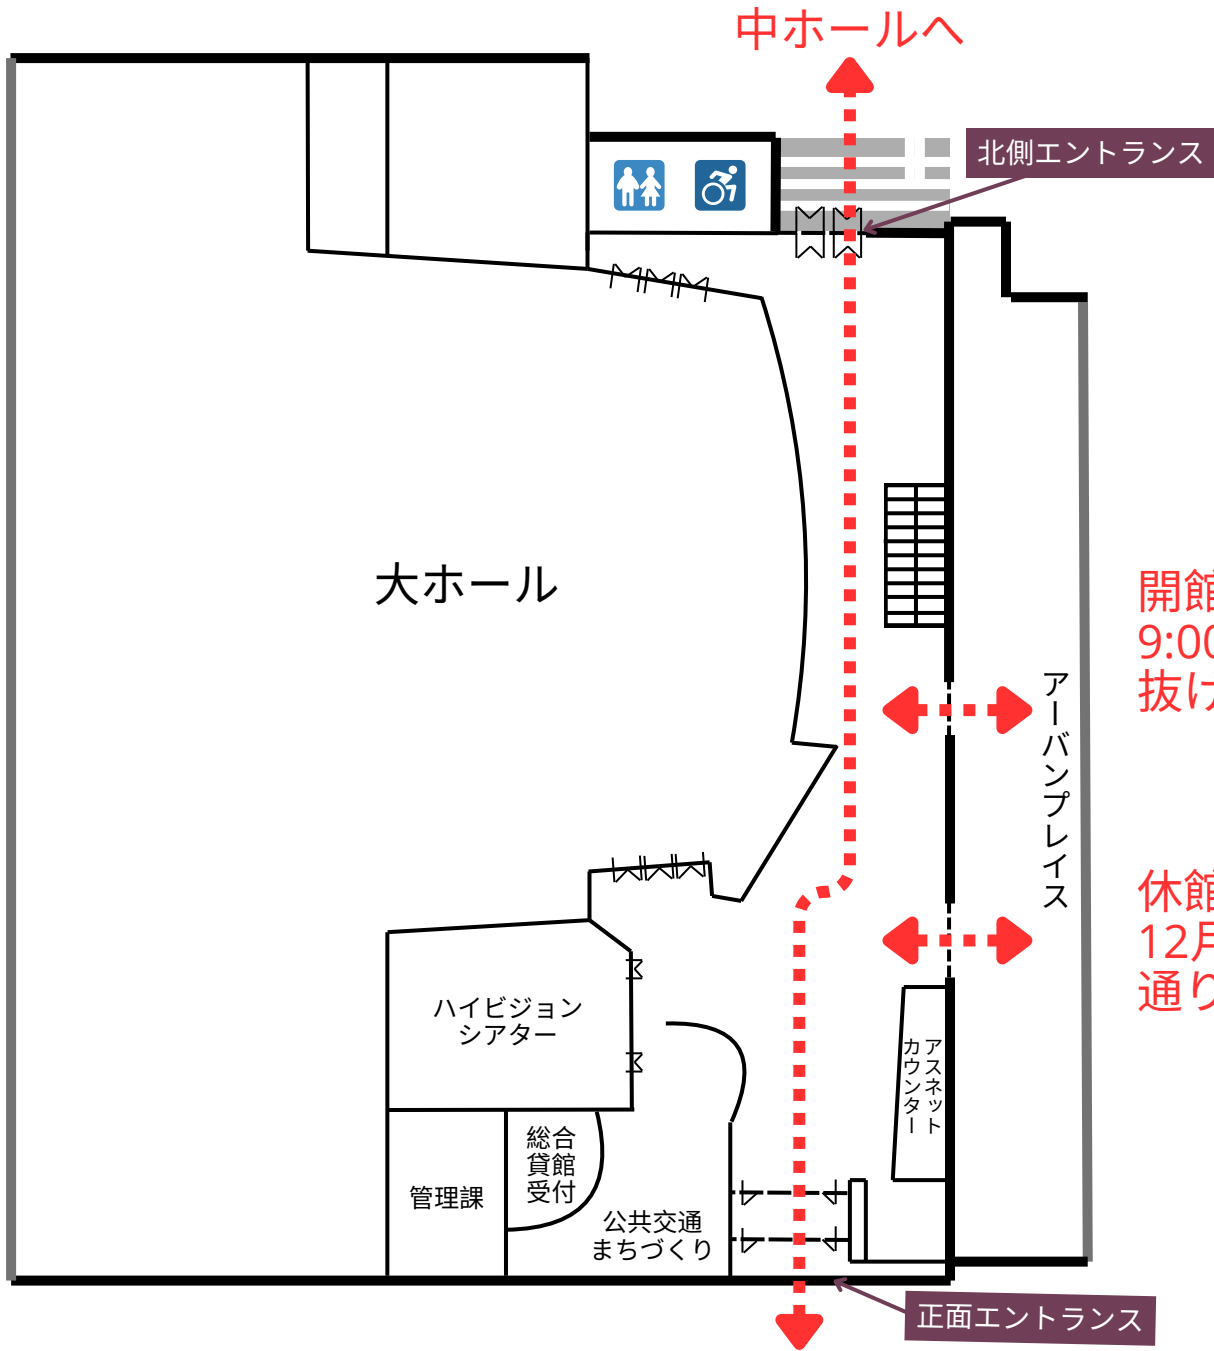 中ホールへ
北側エントランス
大ホール
開館
9:00
抜け
アーバンプレイス
休館
12月
通り
ハイビジョン
シアター
アスネット
カウンター
総合
貸館
受付
管理課
公共交通
まちづくり
正面エントランス